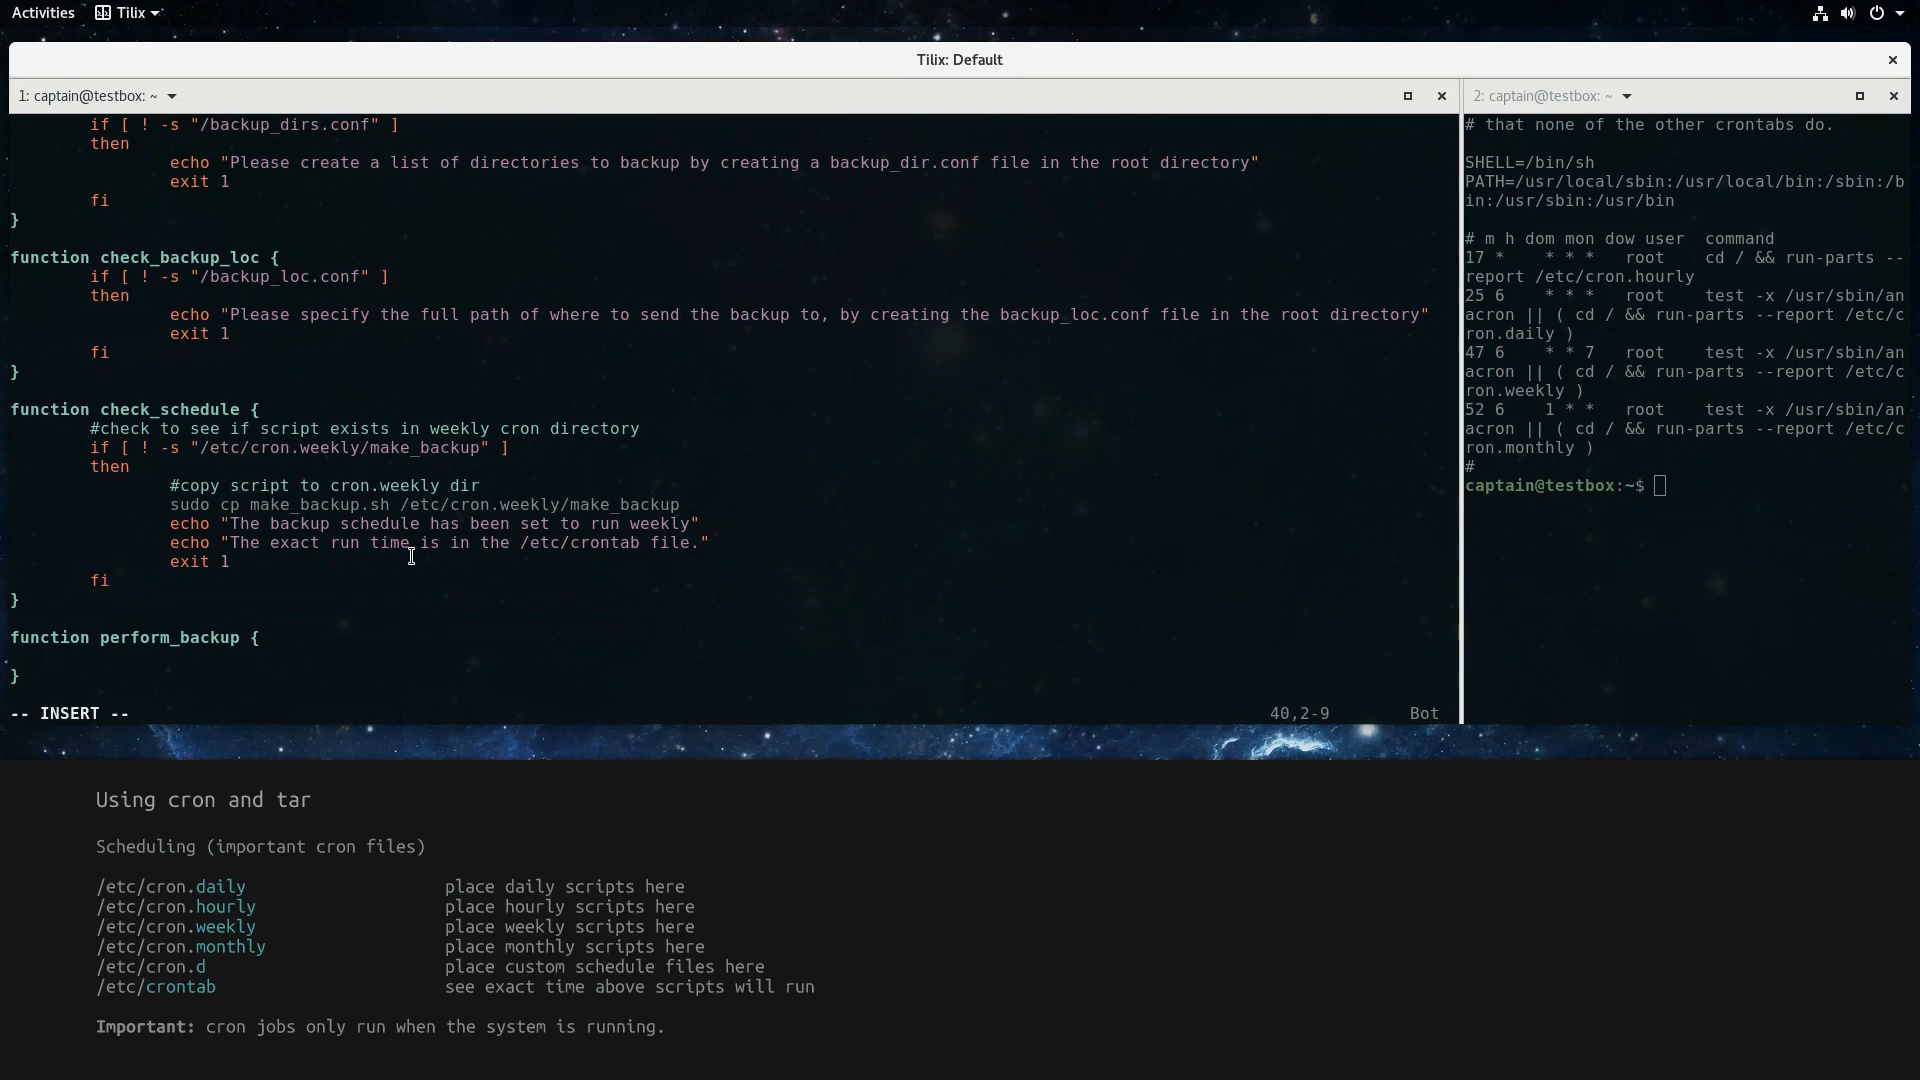 Activities Tilix
Tilix: Default
1: captain@testbox: ~
        if [ ! -s "/backup_dirs.conf" ]
        then
                echo "Please create a list of directories to backup by creating a backup_dir.conf file in the root directory"
                exit 1
        fi
}
function check_backup_loc {
        if [ ! -s "/backup_loc.conf" ]
        then
                echo "Please specify the full path of where to send the backup to, by creating the backup_loc.conf file in the root directory"
                exit 1
        fi
}
function check_schedule {
        #check to see if script exists in weekly cron directory
        if [ ! -s "/etc/cron.weekly/make_backup" ]
        then
                #copy script to cron.weekly dir
                sudo cp make_backup.sh /etc/cron.weekly/make_backup
                echo "The backup schedule has been set to run weekly"
                echo "The exact run time is in the /etc/crontab file."
                exit 1
        fi
}
function perform_backup {
}
-- INSERT -- 40,2-9 Bot
2: captain@testbox: ~
# that none of the other crontabs do.
SHELL=/bin/sh
PATH=/usr/local/sbin:/usr/local/bin:/sbin:/b
in:/usr/sbin:/usr/bin
# m h dom mon dow user  command
17 *    * * *   root    cd / && run-parts --
report /etc/cron.hourly
25 6    * * *   root    test -x /usr/sbin/an
acron || ( cd / && run-parts --report /etc/c
ron.daily )
47 6    * * 7   root    test -x /usr/sbin/an
acron || ( cd / && run-parts --report /etc/c
ron.weekly )
52 6    1 * *   root    test -x /usr/sbin/an
acron || ( cd / && run-parts --report /etc/c
ron.monthly )
#
captain@testbox:~$
Using cron and tar
Scheduling (important cron files)
/etc/cron.daily place daily scripts here
/etc/cron.hourly place hourly scripts here
/etc/cron.weekly place weekly scripts here
/etc/cron.monthly place monthly scripts here
/etc/cron.d place custom schedule files here
/etc/crontab see exact time above scripts will run
Important: cron jobs only run when the system is running.